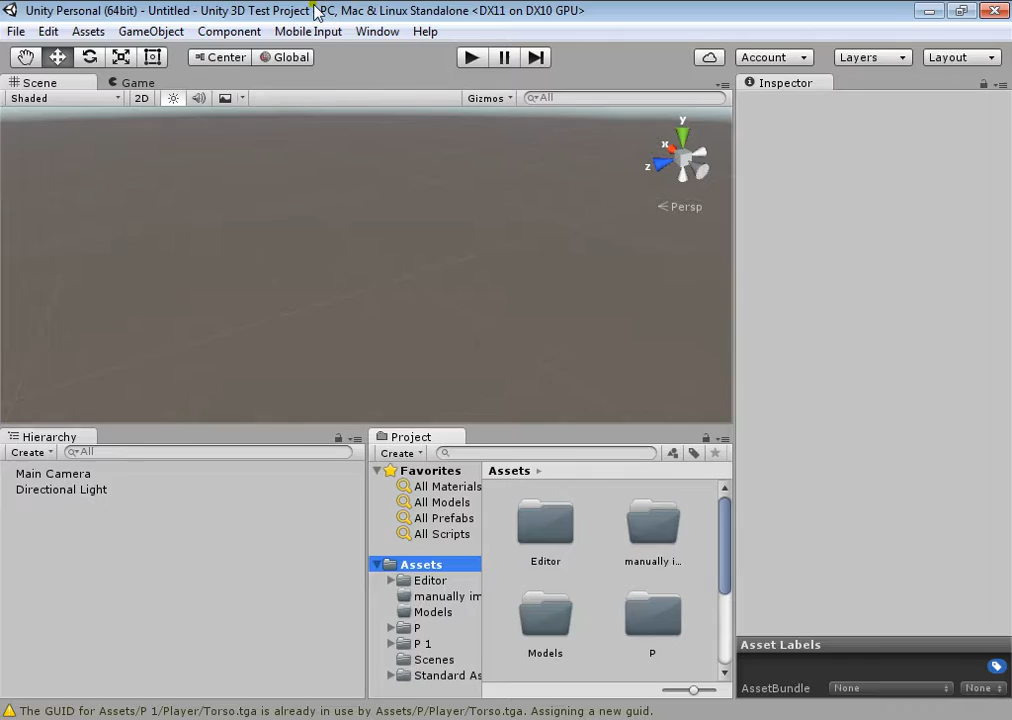 Unity Personal (64bit) - Untitled - Unity 3D Test Project PC, Mac & Linux Standalone <DX11 on DX10 GPU>
File Edit Assets GameObject Component Mobile Input Window Help
Center Global Account Layers Layout
Scene Game Inspector
Shaded 2D Gizmos All
y
x
z
Persp
Hierarchy
Create All
Main Camera
Directional Light
Project
Create
Favorites
All Materials
All Models
All Prefabs
All Scripts
Assets
Editor
manually im
Models
P
P 1
Scenes
Standard As
Assets
Editor manually i...
Models P
Asset Labels
AssetBundle None None
The GUID for Assets/P 1/Player/Torso.tga is already in use by Assets/P/Player/Torso.tga. Assigning a new guid.